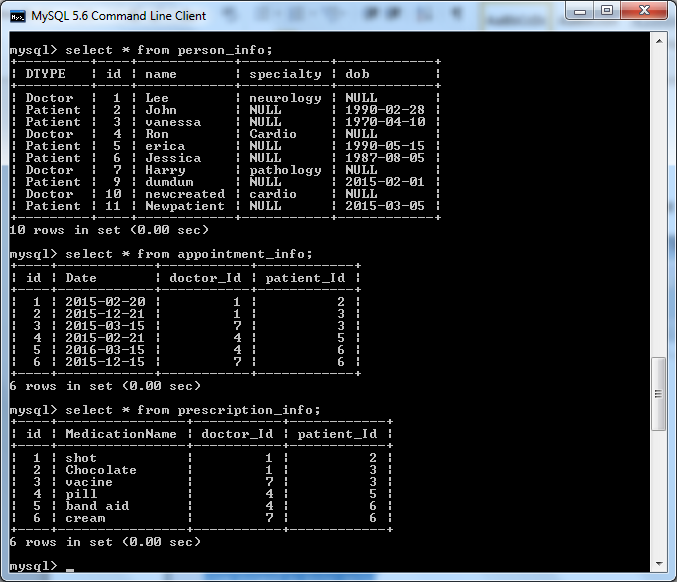 MySQL 5.6 Command Line Client
mysql> select * from person_info;
+---------+----+------------+-----------+------------+
| DTYPE   | id | name       | specialty | dob        |
+---------+----+------------+-----------+------------+
| Doctor  |  1 | Lee        | neurology | NULL       |
| Patient |  2 | John       | NULL      | 1990-02-28 |
| Patient |  3 | vanessa    | NULL      | 1970-04-10 |
| Doctor  |  4 | Ron        | Cardio    | NULL       |
| Patient |  5 | erica      | NULL      | 1990-05-15 |
| Patient |  6 | Jessica    | NULL      | 1987-08-05 |
| Doctor  |  7 | Harry      | pathology | NULL       |
| Patient |  9 | dumdum     | NULL      | 2015-02-01 |
| Doctor  | 10 | newcreated | cardio    | NULL       |
| Patient | 11 | Newpatient | NULL      | 2015-03-05 |
+---------+----+------------+-----------+------------+
10 rows in set (0.00 sec)
mysql> select * from appointment_info;
+----+------------+-----------+------------+
| id | Date       | doctor_Id | patient_Id |
+----+------------+-----------+------------+
|  1 | 2015-02-20 |         1 |          2 |
|  2 | 2015-12-21 |         1 |          3 |
|  3 | 2015-03-15 |         7 |          3 |
|  4 | 2015-02-21 |         4 |          5 |
|  5 | 2016-03-15 |         4 |          6 |
|  6 | 2015-12-15 |         7 |          6 |
+----+------------+-----------+------------+
6 rows in set (0.00 sec)
mysql> select * from prescription_info;
+----+----------------+-----------+------------+
| id | MedicationName | doctor_Id | patient_Id |
+----+----------------+-----------+------------+
|  1 | shot           |         1 |          2 |
|  2 | Chocolate      |         1 |          3 |
|  3 | vacine         |         7 |          3 |
|  4 | pill           |         4 |          5 |
|  5 | band aid       |         4 |          6 |
|  6 | cream          |         7 |          6 |
+----+----------------+-----------+------------+
6 rows in set (0.00 sec)
mysql> _